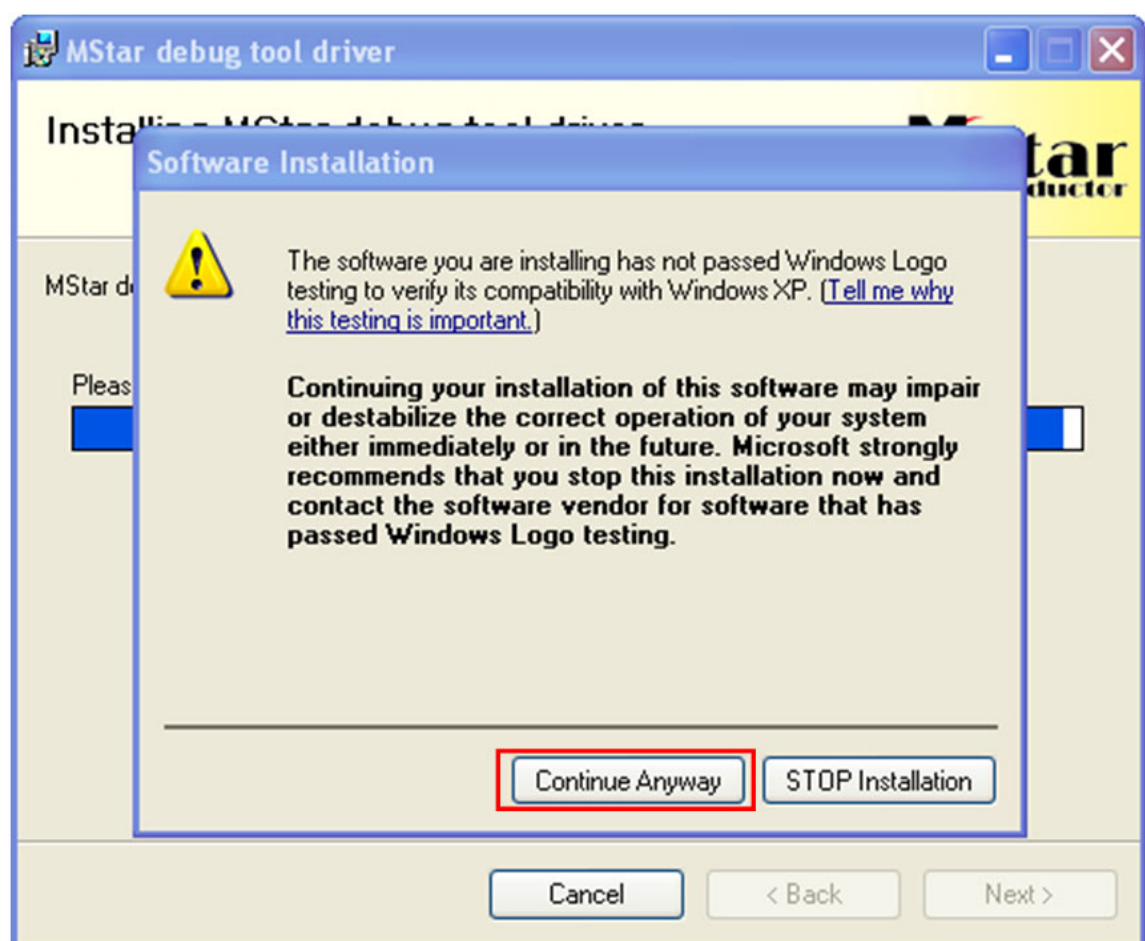 MStar debug tool driver
Insta
tar
ductor
Software Installation
The software you are installing has not passed Windows Logo
testing to verify its compatibility with Windows XP. (Tell me why
this testing is important.)
MStar d
Pleas
Continuing your installation of this software may impair
or destabilize the correct operation of your system
either immediately or in the future. Microsoft strongly
recommends that you stop this installation now and
contact the software vendor for software that has
passed Windows Logo testing.
Continue Anyway
STOP Installation
Cancel
< Back
Next >